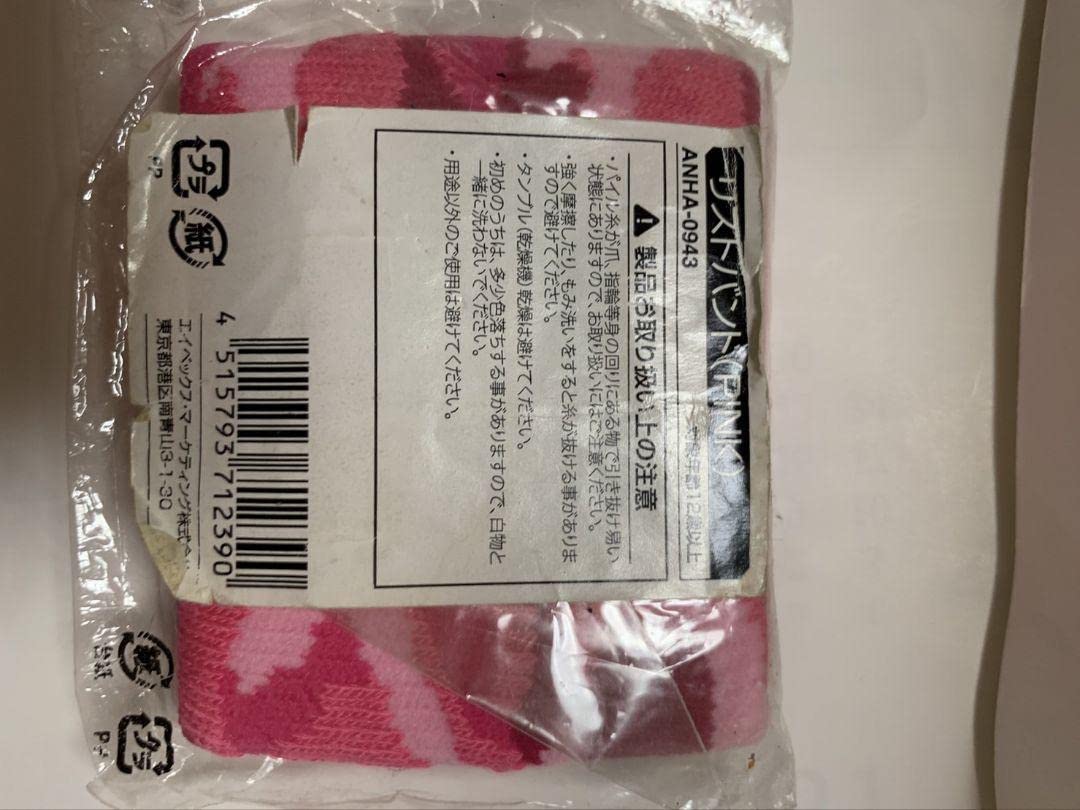 リストバンド(PINK)
ANHA-0943
対象年齢12歳以上
製品お取り扱い上の注意
・パイル糸が爪、指輪等身の回りにある物で引き抜け易い
状態にありますので、お取り扱いにはご注意ください。
・強く摩擦したり、もみ洗いをすると糸が抜ける事がありま
すので避けてください。
・タンブル(乾燥機)乾燥は避けてください。
・初めのうちは、多少色落ちする事がありますので、白物と
一緒に洗わないでください。
・用途以外のご使用は避けてください。
4 515793 712390
エイベックス・マーケティング株式会社
東京都港区南青山3-1-30
プラ
PP
紙
紙
台紙
プラ